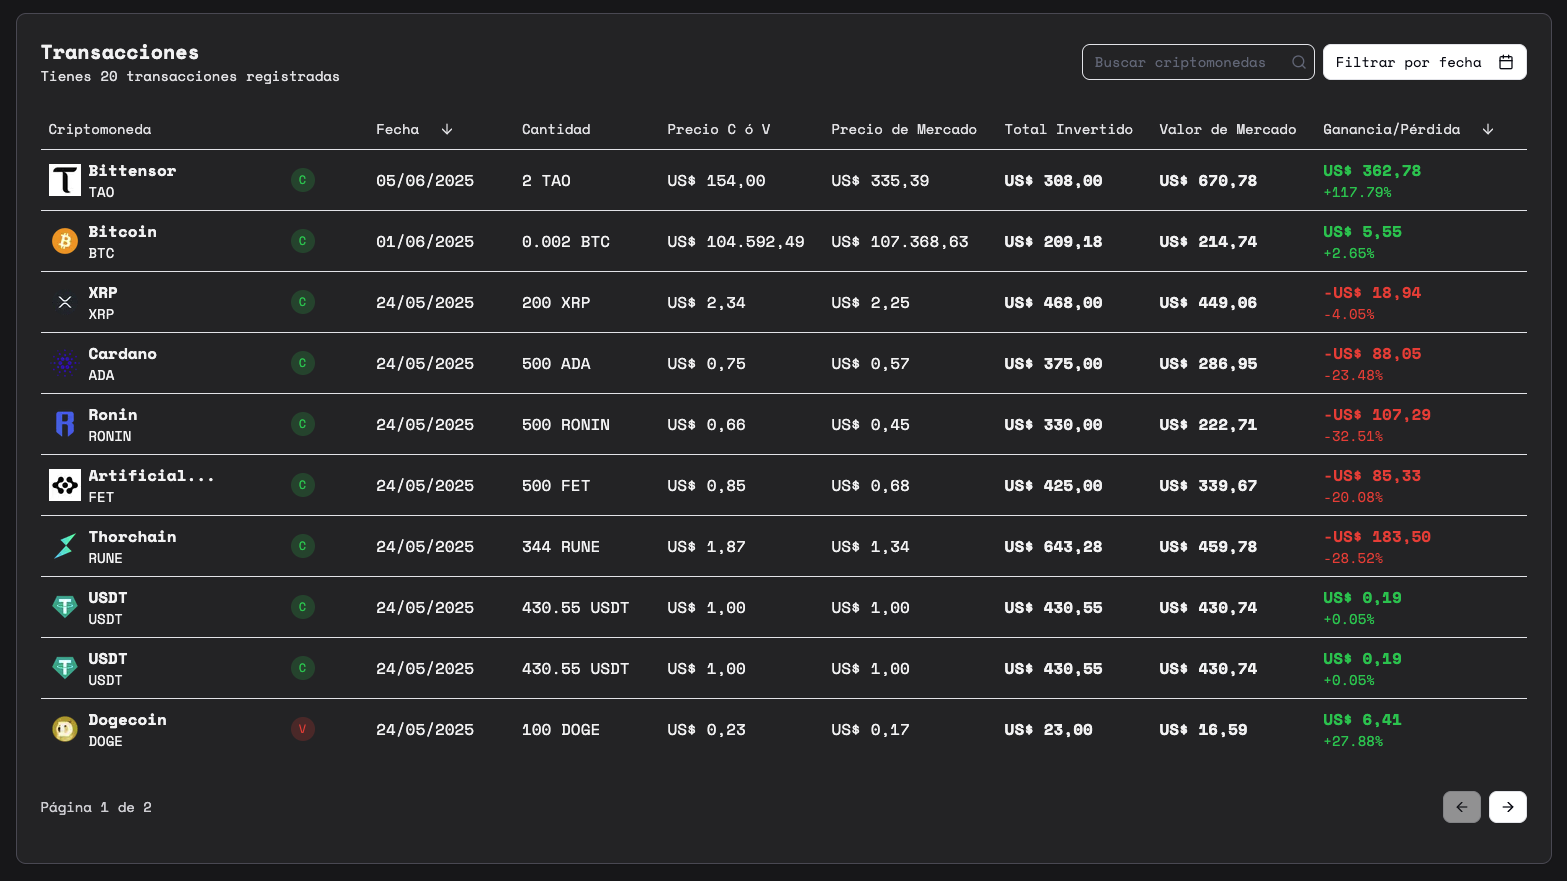 Transacciones
Tienes 20 transacciones registradas
Buscar criptomonedas
Filtrar por fecha
Criptomoneda Fecha Cantidad Precio C ó V Precio de Mercado Total Invertido Valor de Mercado Ganancia/Pérdida
Bittensor
TAO
C 05/06/2025 2 TAO US$ 154,00 US$ 335,39 US$ 308,00 US$ 670,78 US$ 362,78
+117.79%
Bitcoin
BTC
C 01/06/2025 0.002 BTC US$ 104.592,49 US$ 107.368,63 US$ 209,18 US$ 214,74 US$ 5,55
+2.65%
XRP
XRP
C 24/05/2025 200 XRP US$ 2,34 US$ 2,25 US$ 468,00 US$ 449,06 -US$ 18,94
-4.05%
Cardano
ADA
C 24/05/2025 500 ADA US$ 0,75 US$ 0,57 US$ 375,00 US$ 286,95 -US$ 88,05
-23.48%
Ronin
RONIN
C 24/05/2025 500 RONIN US$ 0,66 US$ 0,45 US$ 330,00 US$ 222,71 -US$ 107,29
-32.51%
Artificial...
FET
C 24/05/2025 500 FET US$ 0,85 US$ 0,68 US$ 425,00 US$ 339,67 -US$ 85,33
-20.08%
Thorchain
RUNE
C 24/05/2025 344 RUNE US$ 1,87 US$ 1,34 US$ 643,28 US$ 459,78 -US$ 183,50
-28.52%
USDT
USDT
C 24/05/2025 430.55 USDT US$ 1,00 US$ 1,00 US$ 430,55 US$ 430,74 US$ 0,19
+0.05%
USDT
USDT
C 24/05/2025 430.55 USDT US$ 1,00 US$ 1,00 US$ 430,55 US$ 430,74 US$ 0,19
+0.05%
Dogecoin
DOGE
V 24/05/2025 100 DOGE US$ 0,23 US$ 0,17 US$ 23,00 US$ 16,59 US$ 6,41
+27.88%
Página 1 de 2